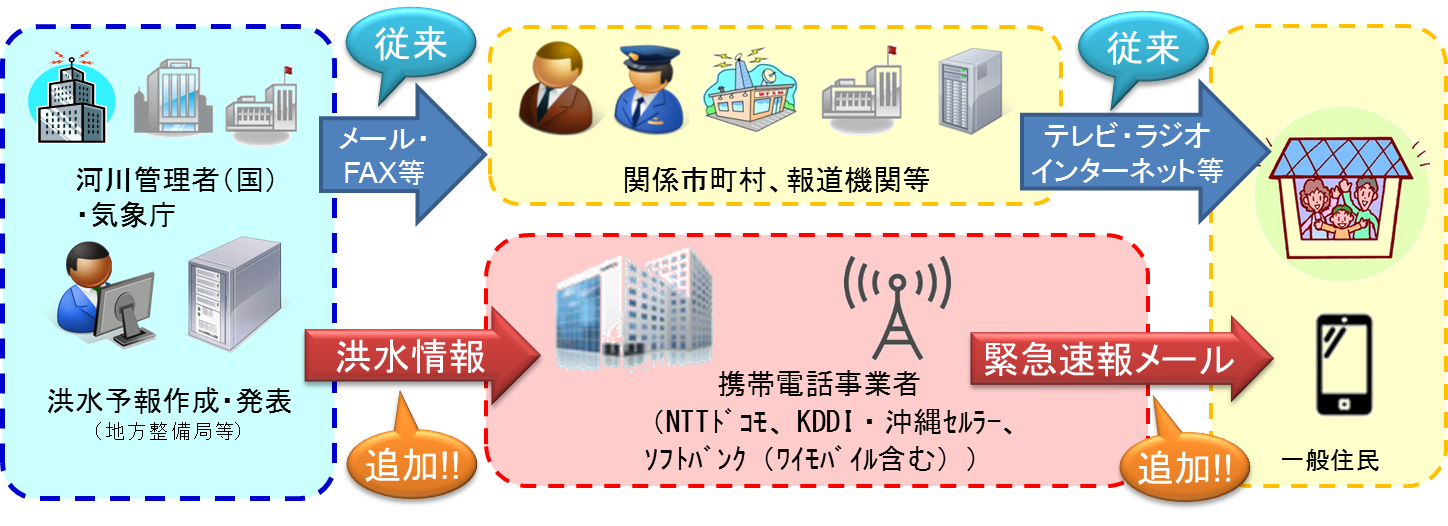 従来
従来
メール・
FAX等
テレビ・ラジオ
インターネット等
WFXM
河川管理者(国)
・気象庁
関係市町村、報道機関等
洪水情報
緊急速報メール
携帯電話事業者
(NTTﾄﾞｺﾓ、KDDI・沖縄ｾﾙﾗｰ、
ｿﾌﾄﾊﾞﾝｸ(ﾜｲﾓﾊﾞｲﾙ含む))
洪水予報作成・発表
(地方整備局等)
追加!!
追加!!
一般住民